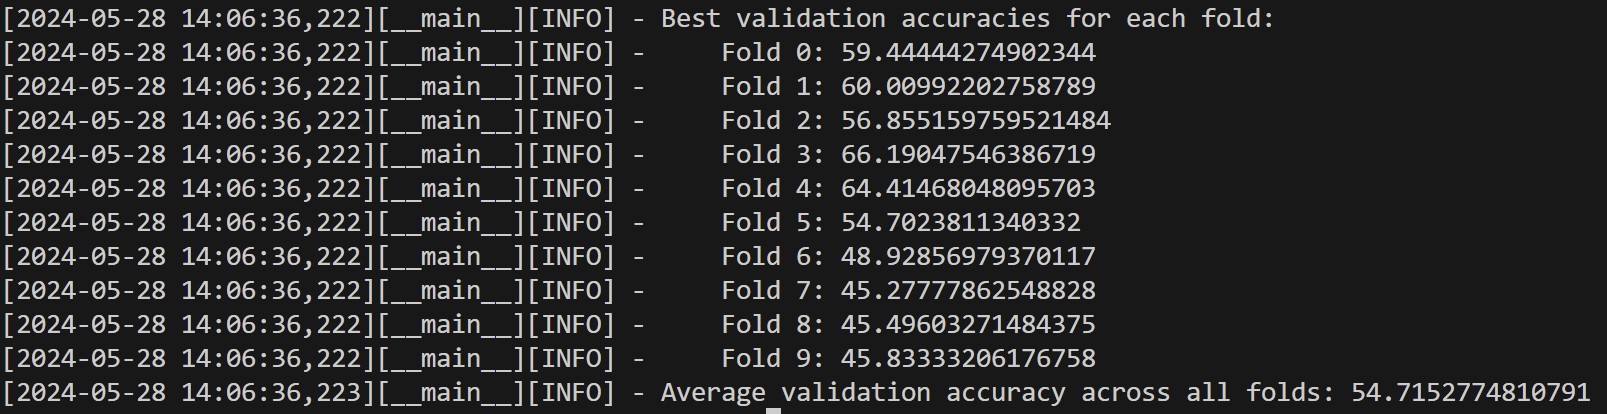 [2024-05-28 14:06:36,222][__main__][INFO] - Best validation accuracies for each fold:
[2024-05-28 14:06:36,222][__main__][INFO] -     Fold 0: 59.44444274902344
[2024-05-28 14:06:36,222][__main__][INFO] -     Fold 1: 60.00992202758789
[2024-05-28 14:06:36,222][__main__][INFO] -     Fold 2: 56.855159759521484
[2024-05-28 14:06:36,222][__main__][INFO] -     Fold 3: 66.19047546386719
[2024-05-28 14:06:36,222][__main__][INFO] -     Fold 4: 64.41468048095703
[2024-05-28 14:06:36,222][__main__][INFO] -     Fold 5: 54.7023811340332
[2024-05-28 14:06:36,222][__main__][INFO] -     Fold 6: 48.92856979370117
[2024-05-28 14:06:36,222][__main__][INFO] -     Fold 7: 45.27777862548828
[2024-05-28 14:06:36,222][__main__][INFO] -     Fold 8: 45.49603271484375
[2024-05-28 14:06:36,222][__main__][INFO] -     Fold 9: 45.83333206176758
[2024-05-28 14:06:36,223][__main__][INFO] - Average validation accuracy across all folds: 54.7152774810791